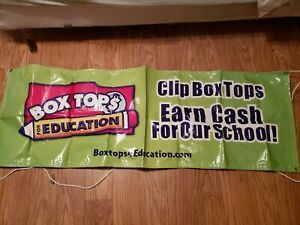 BOX TOPS
FOR EDUCATION
Clip Box Tops
Earn Cash
For Our School!
Boxtops4Education.com